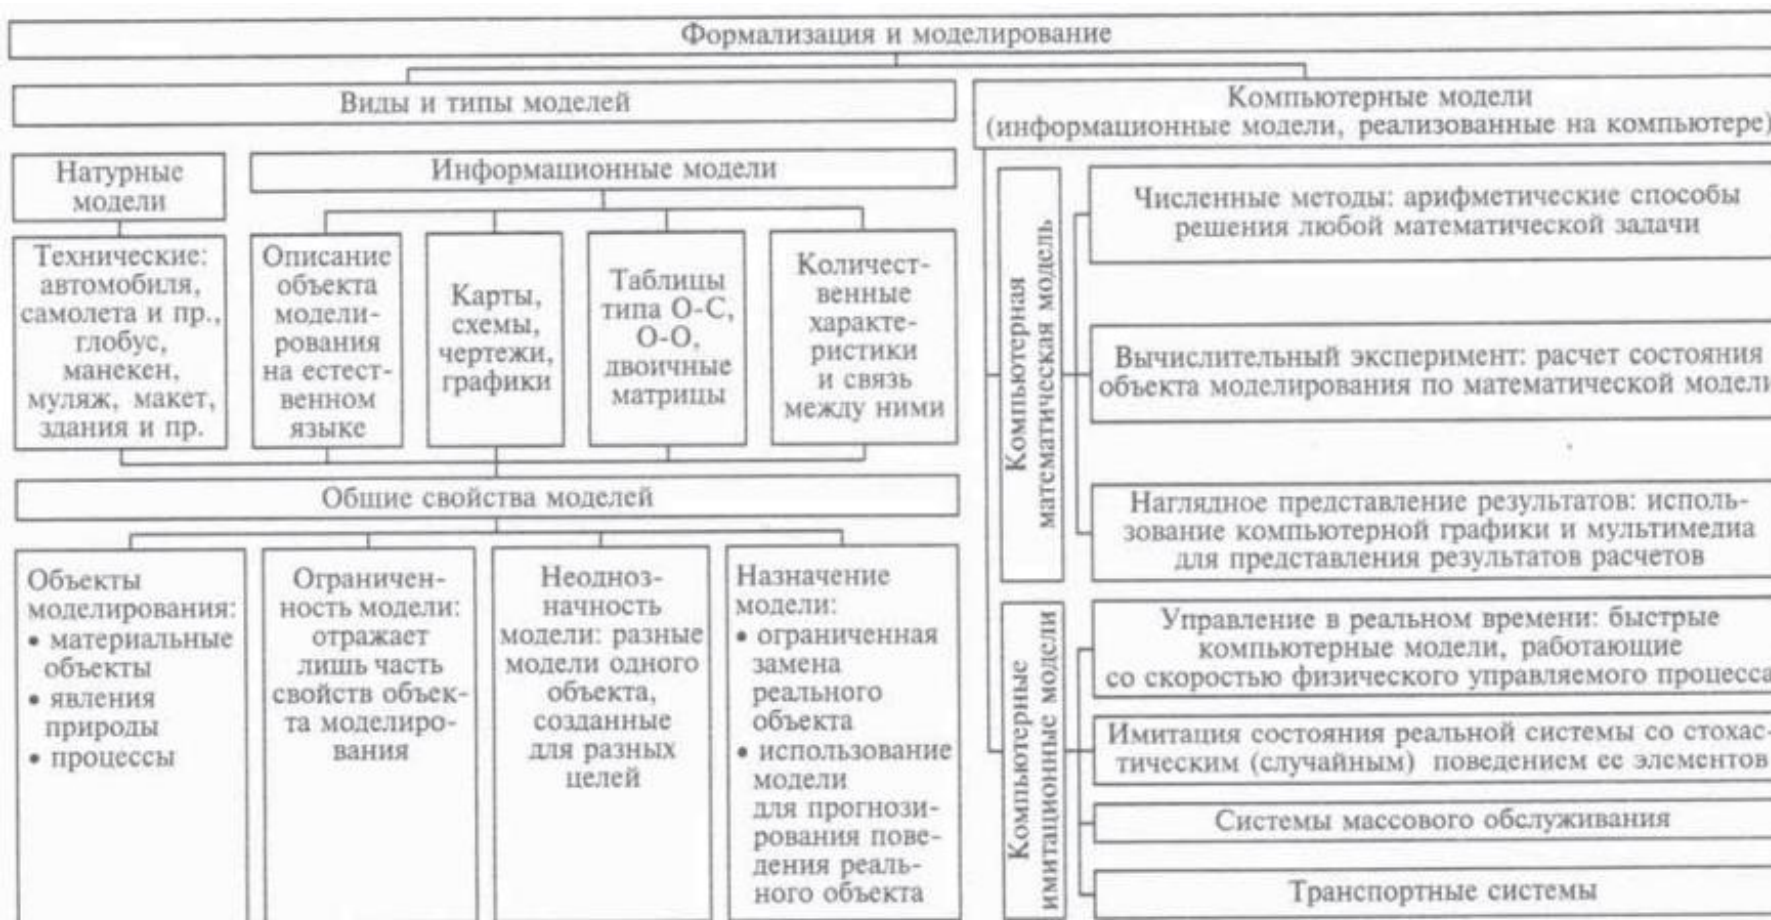 Формализация и моделирование
Виды и типы моделей
Натурные
модели
Информационные модели
Технические:
автомобиля,
самолета и пр.,
глобус,
манекен,
муляж, макет,
здания и пр.
Описание
объекта
модели-
рования
на естест-
венном
языке
Карты,
схемы,
чертежи,
графики
Таблицы
типа О-С,
О-О,
двоичные
матрицы
Количест-
венные
характе-
ристики
и связь
между ними
Общие свойства моделей
Объекты
моделирования:
• материальные
объекты
• явления
природы
• процессы
Ограничен-
ность модели:
отражает
лишь часть
свойств объек-
та моделиро-
вания
Неодноз-
начность
модели: разные
модели одного
объекта,
созданные
для разных
целей
Назначение
модели:
• ограниченная
замена
реального
объекта
• использование
модели
для прогнози-
рования пове-
дения реаль-
ного объекта
Компьютерные модели
(информационные модели, реализованные на компьютере)
Компьютерная
математическая модель
Численные методы: арифметические способы
решения любой математической задачи
Вычислительный эксперимент: расчет состояния
объекта моделирования по математической модели
Наглядное представление результатов: исполь-
зование компьютерной графики и мультимедиа
для представления результатов расчетов
Компьютерные
имитационные модели
Управление в реальном времени: быстрые
компьютерные модели, работающие
со скоростью физического управляемого процесса
Имитация состояния реальной системы со стохас-
тическим (случайным) поведением ее элементов
Системы массового обслуживания
Транспортные системы